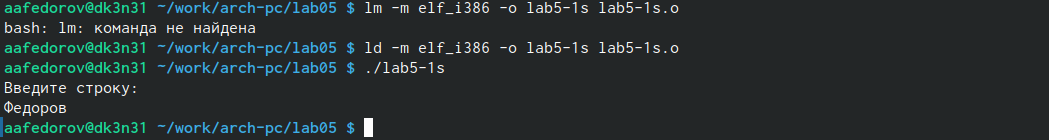 aafedorov@dk3n31 ~/work/arch-pc/lab05 $ lm -m elf_i386 -o lab5-1s lab5-1s.o
bash: lm: команда не найдена
aafedorov@dk3n31 ~/work/arch-pc/lab05 $ ld -m elf_i386 -o lab5-1s lab5-1s.o
aafedorov@dk3n31 ~/work/arch-pc/lab05 $ ./lab5-1s
Введите строку:
Федоров
aafedorov@dk3n31 ~/work/arch-pc/lab05 $